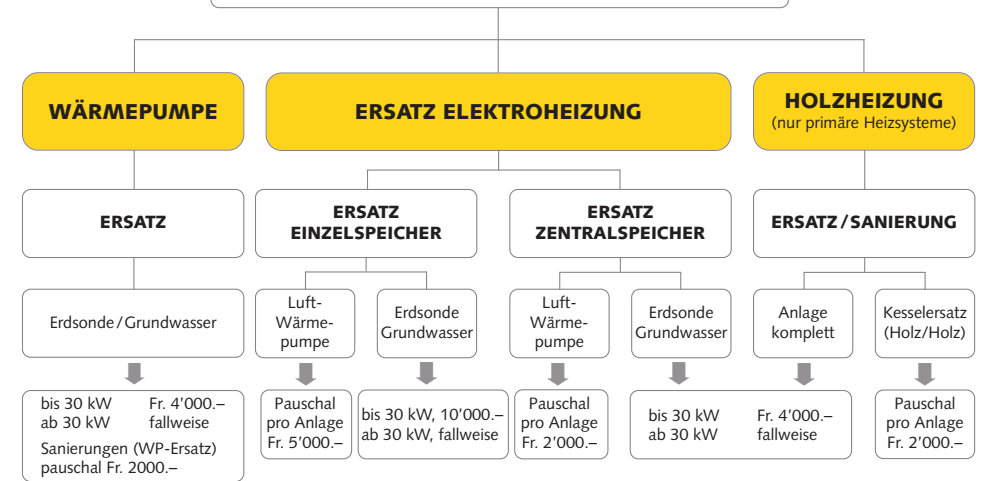 WÄRMEPUMPE
ERSATZ ELEKTROHEIZUNG
HOLZHEIZUNG
(nur primäre Heizsysteme)
ERSATZ
ERSATZ
EINZELSPEICHER
ERSATZ
ZENTRALSPEICHER
ERSATZ/SANIERUNG
Erdsonde/Grundwasser
Luft-
Wärme-
pumpe
Erdsonde
Grundwasser
Luft-
Wärme-
pumpe
Erdsonde
Grundwasser
Anlage
komplett
Kesselersatz
(Holz/Holz)
bis 30 kW Fr. 4’000.–
ab 30 kW fallweise
Sanierungen (WP-Ersatz)
pauschal Fr. 2000.–
Pauschal
pro Anlage
Fr. 5’000.–
bis 30 kW, 10’000.–
ab 30 kW, fallweise
Pauschal
pro Anlage
Fr. 2’000.–
bis 30 kW Fr. 4’000.–
ab 30 kW fallweise
Pauschal
pro Anlage
Fr. 2’000.–